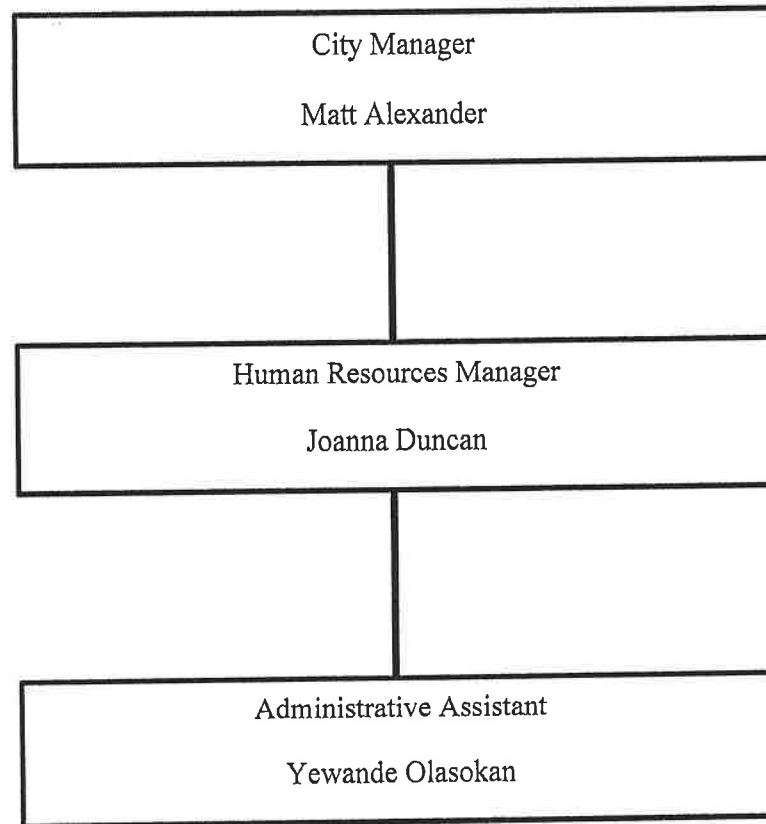 City Manager
Matt Alexander
Human Resources Manager
Joanna Duncan
Administrative Assistant
Yewande Olasokan